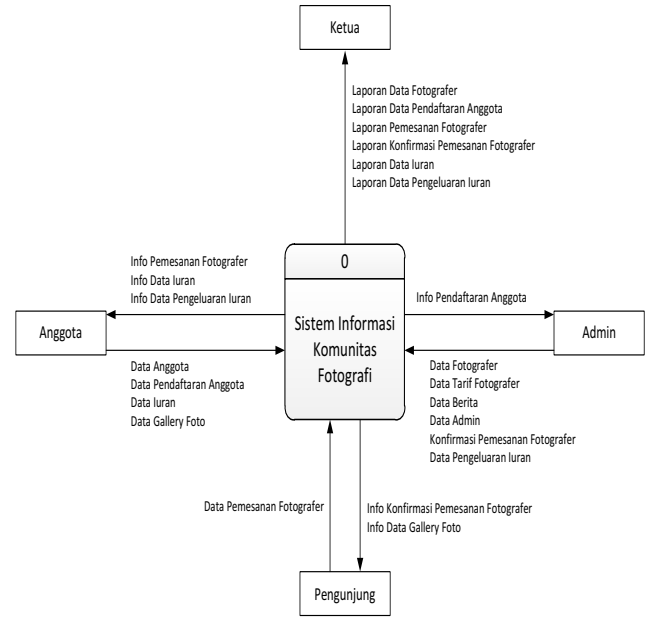 Ketua
Laporan Data Fotografer
Laporan Data Pendaftaran Anggota
Laporan Pemesanan Fotografer
Laporan Konfirmasi Pemesanan Fotografer
Laporan Data Iuran
Laporan Data Pengeluaran Iuran
0
Sistem Informasi
Komunitas
Fotografi
Info Pemesanan Fotografer
Info Data Iuran
Info Data Pengeluaran Iuran
Anggota
Data Anggota
Data Pendaftaran Anggota
Data Iuran
Data Gallery Foto
Info Pendaftaran Anggota
Admin
Data Fotografer
Data Tarif Fotografer
Data Berita
Data Admin
Konfirmasi Pemesanan Fotografer
Data Pengeluaran Iuran
Data Pemesanan Fotografer
Info Konfirmasi Pemesanan Fotografer
Info Data Gallery Foto
Pengunjung